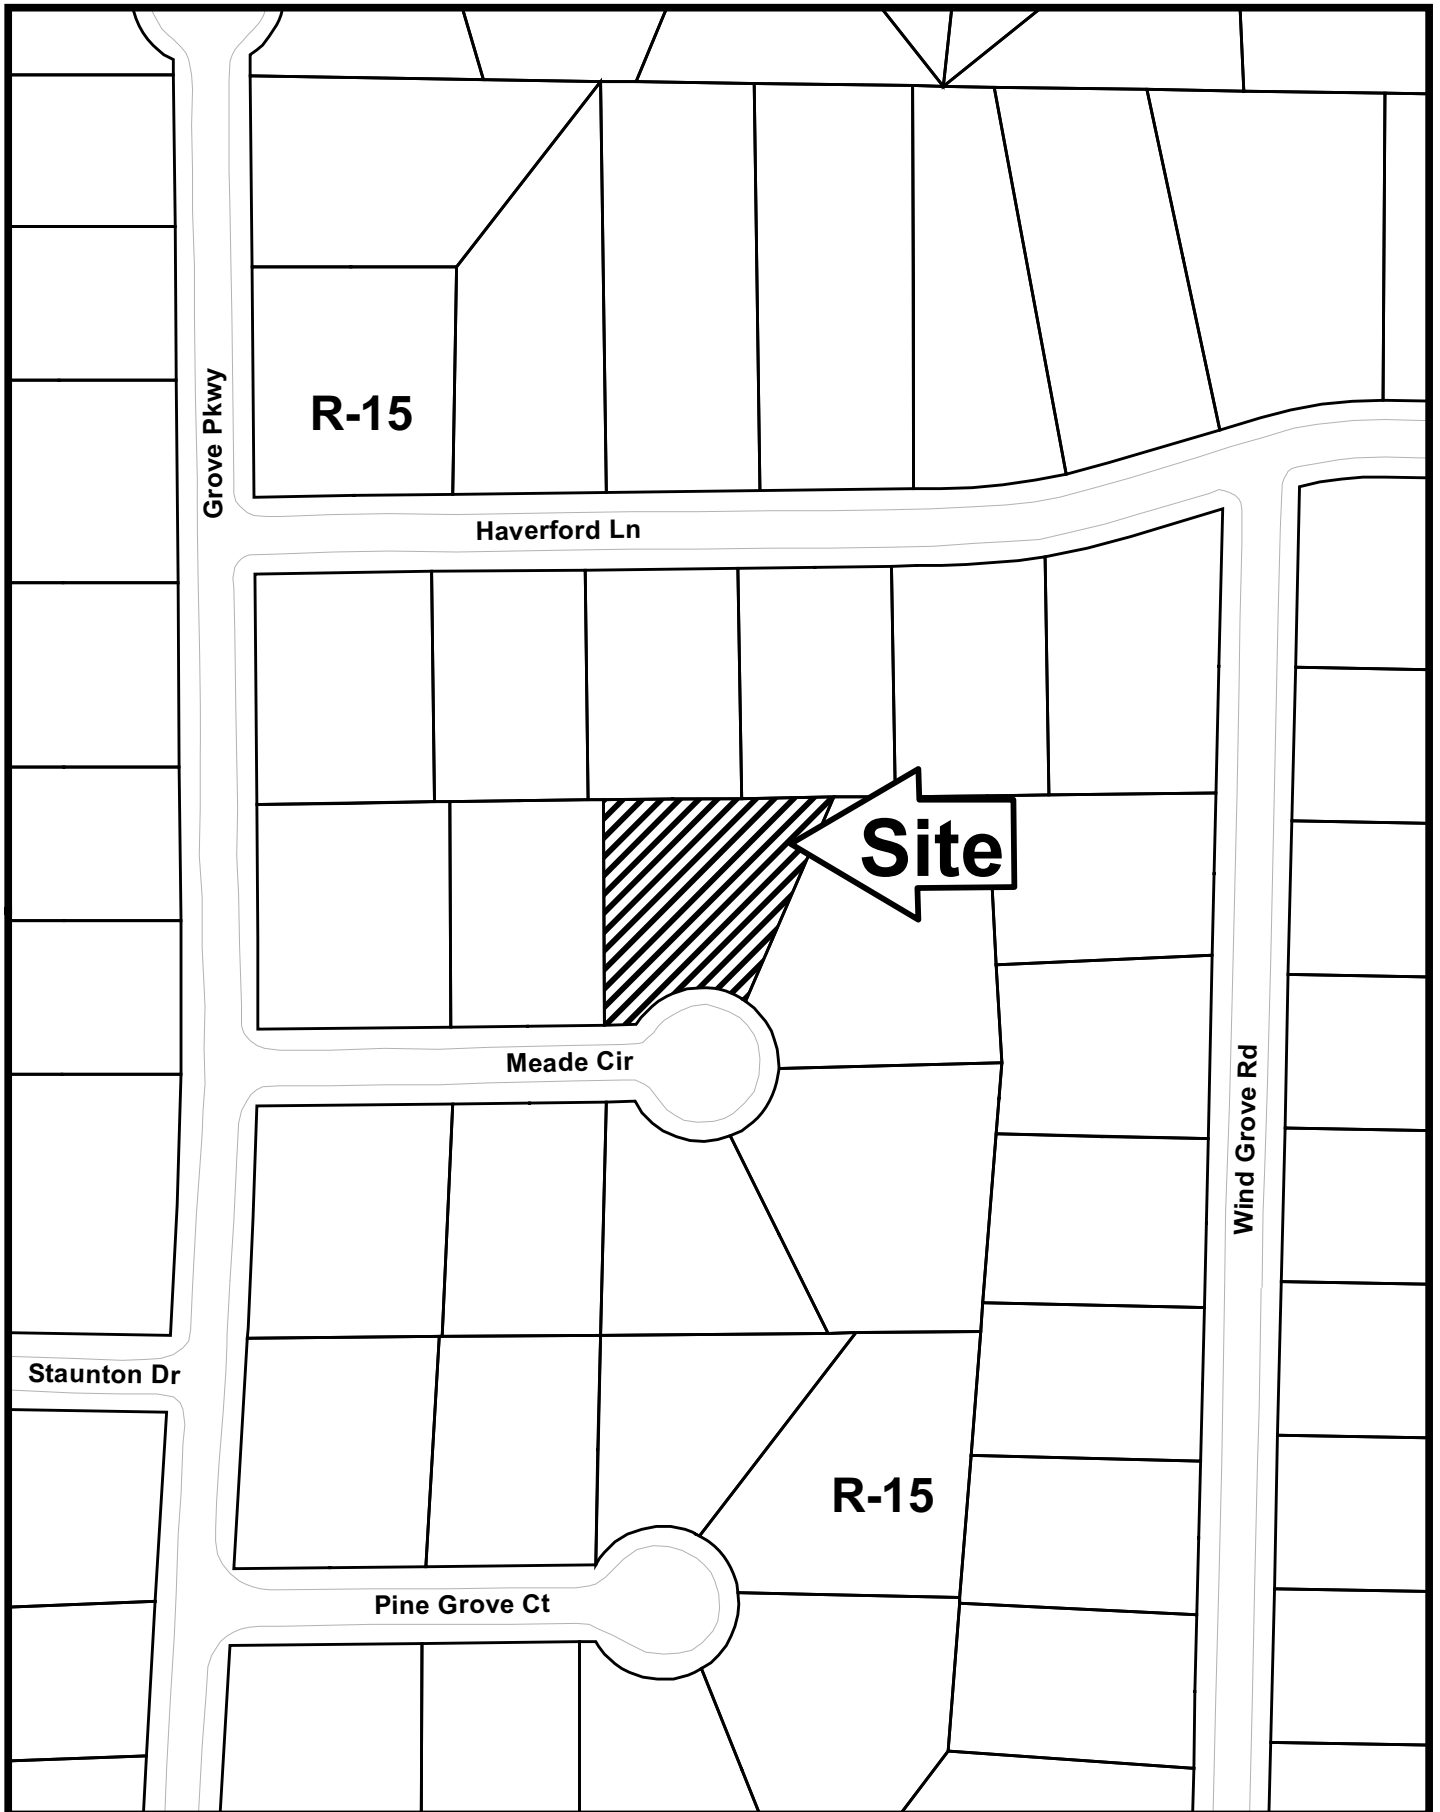 Grove Pkwy
R-15
Haverford Ln
Site
Meade Cir
Wind Grove Rd
Staunton Dr
R-15
Pine Grove Ct